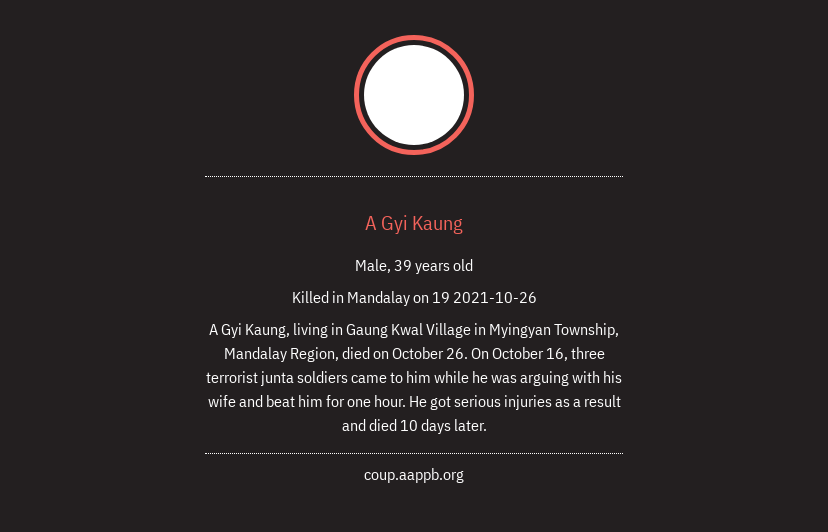 A Gyi Kaung
Male, 39 years old
Killed in Mandalay on 19 2021-10-26
A Gyi Kaung, living in Gaung Kwal Village in Myingyan Township,
Mandalay Region, died on October 26. On October 16, three
terrorist junta soldiers came to him while he was arguing with his
wife and beat him for one hour. He got serious injuries as a result
and died 10 days later.
coup.aappb.org